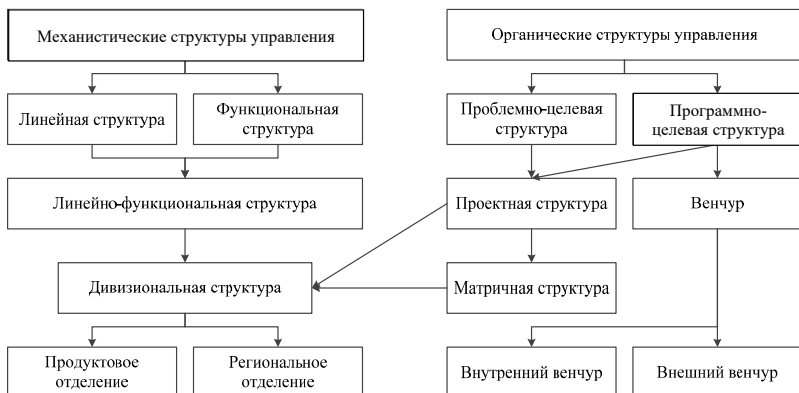 Механистические структуры управления
Органические структуры управления
Линейная структура
Функциональная
структура
Проблемно-целевая
структура
Программно-
целевая структура
Линейно-функциональная структура
Проектная структура
Венчур
Дивизиональная структура
Матричная структура
Продуктовое
отделение
Региональное
отделение
Внутренний венчур
Внешний венчур